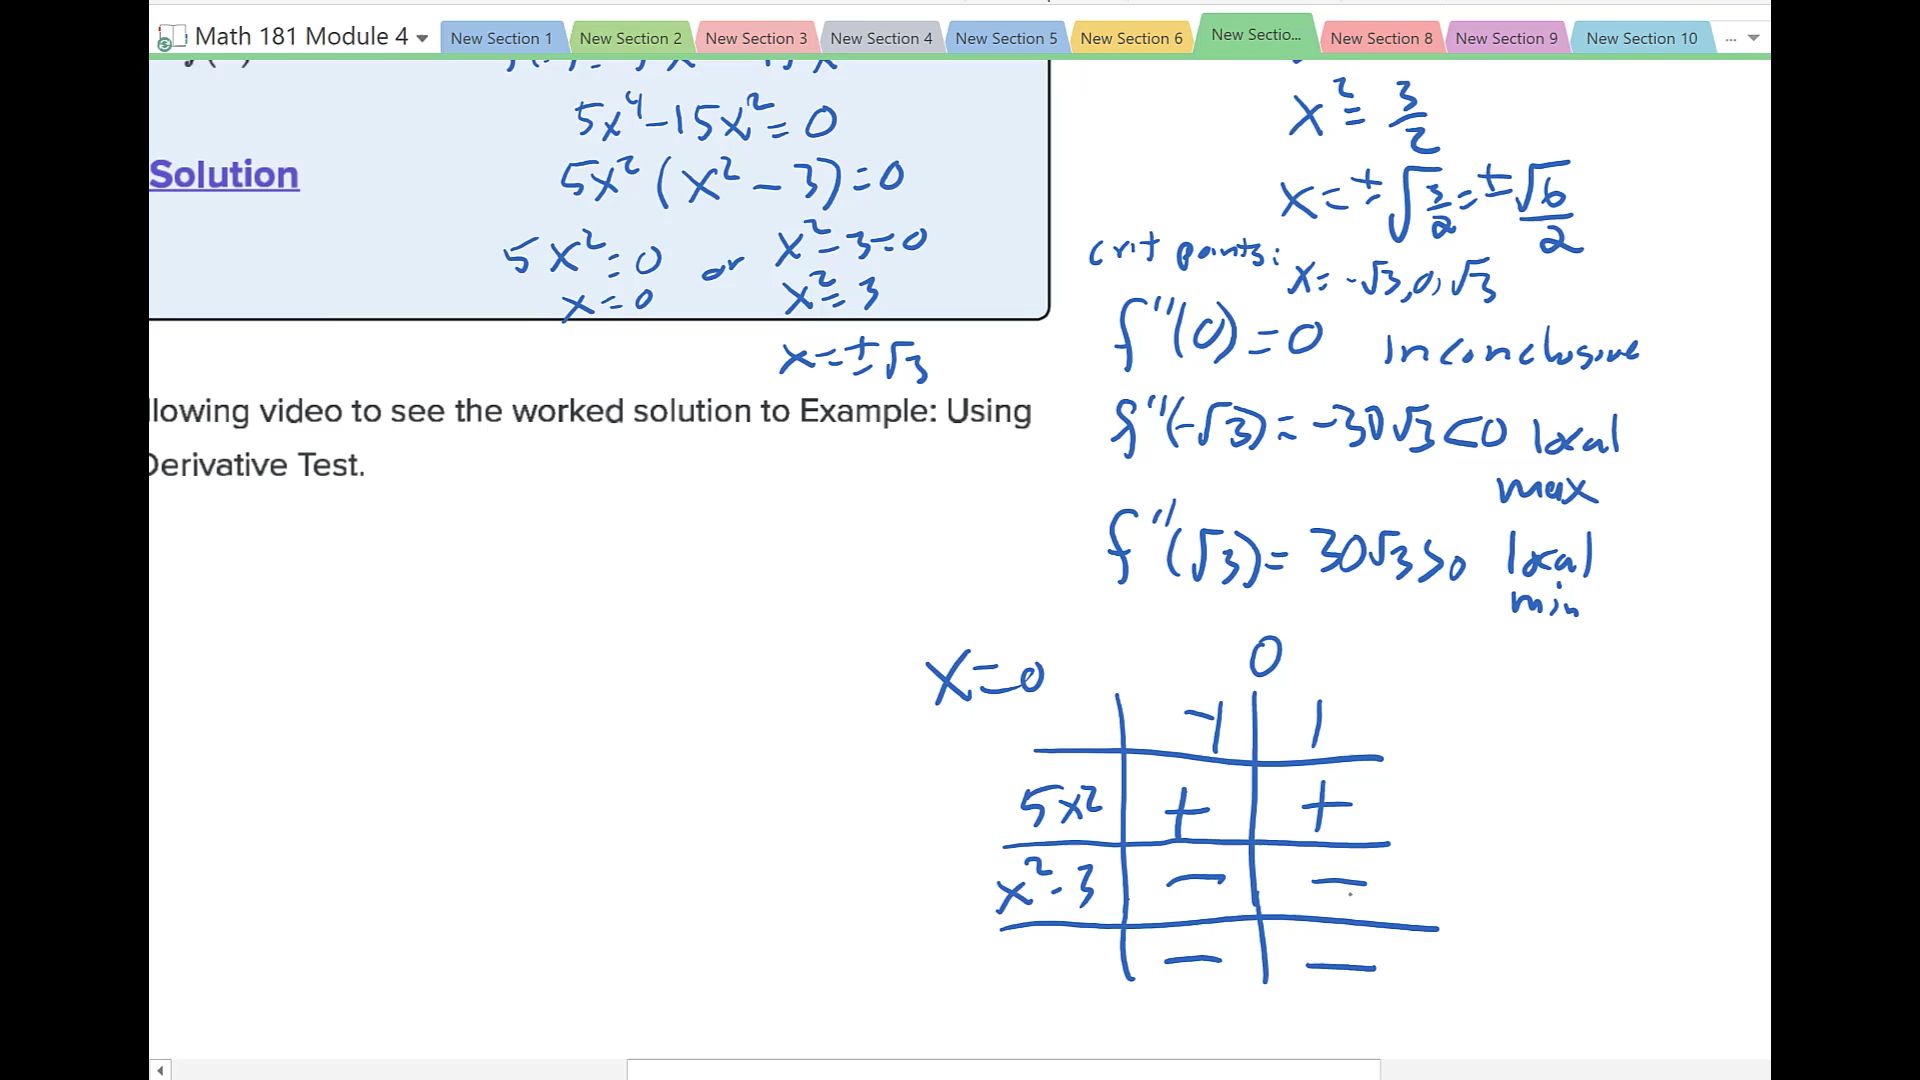 Math 181 Module 4
New Section 1
New Section 2
New Section 3
New Section 4
New Section 5
New Section 6
New Sectio...
New Section 8
New Section 9
New Section 10
...
5x⁴-15x²=0
Solution
5x²(x²-3)=0
5x²=0 or x²-3=0
x=0 x²=3
x=±√3
llowing video to see the worked solution to Example: Using
Derivative Test.
x²=3/2
x=±√(3/2)=±√6/2
crit points:
x=-√3,0,√3
f''(0)=0 inconclusive
f''(-√3)=-30√3<0 local
max
f''(√3)=30√3>0 local
min
x=0 0
-1 1
5x² + +
x²-3 - -
- -